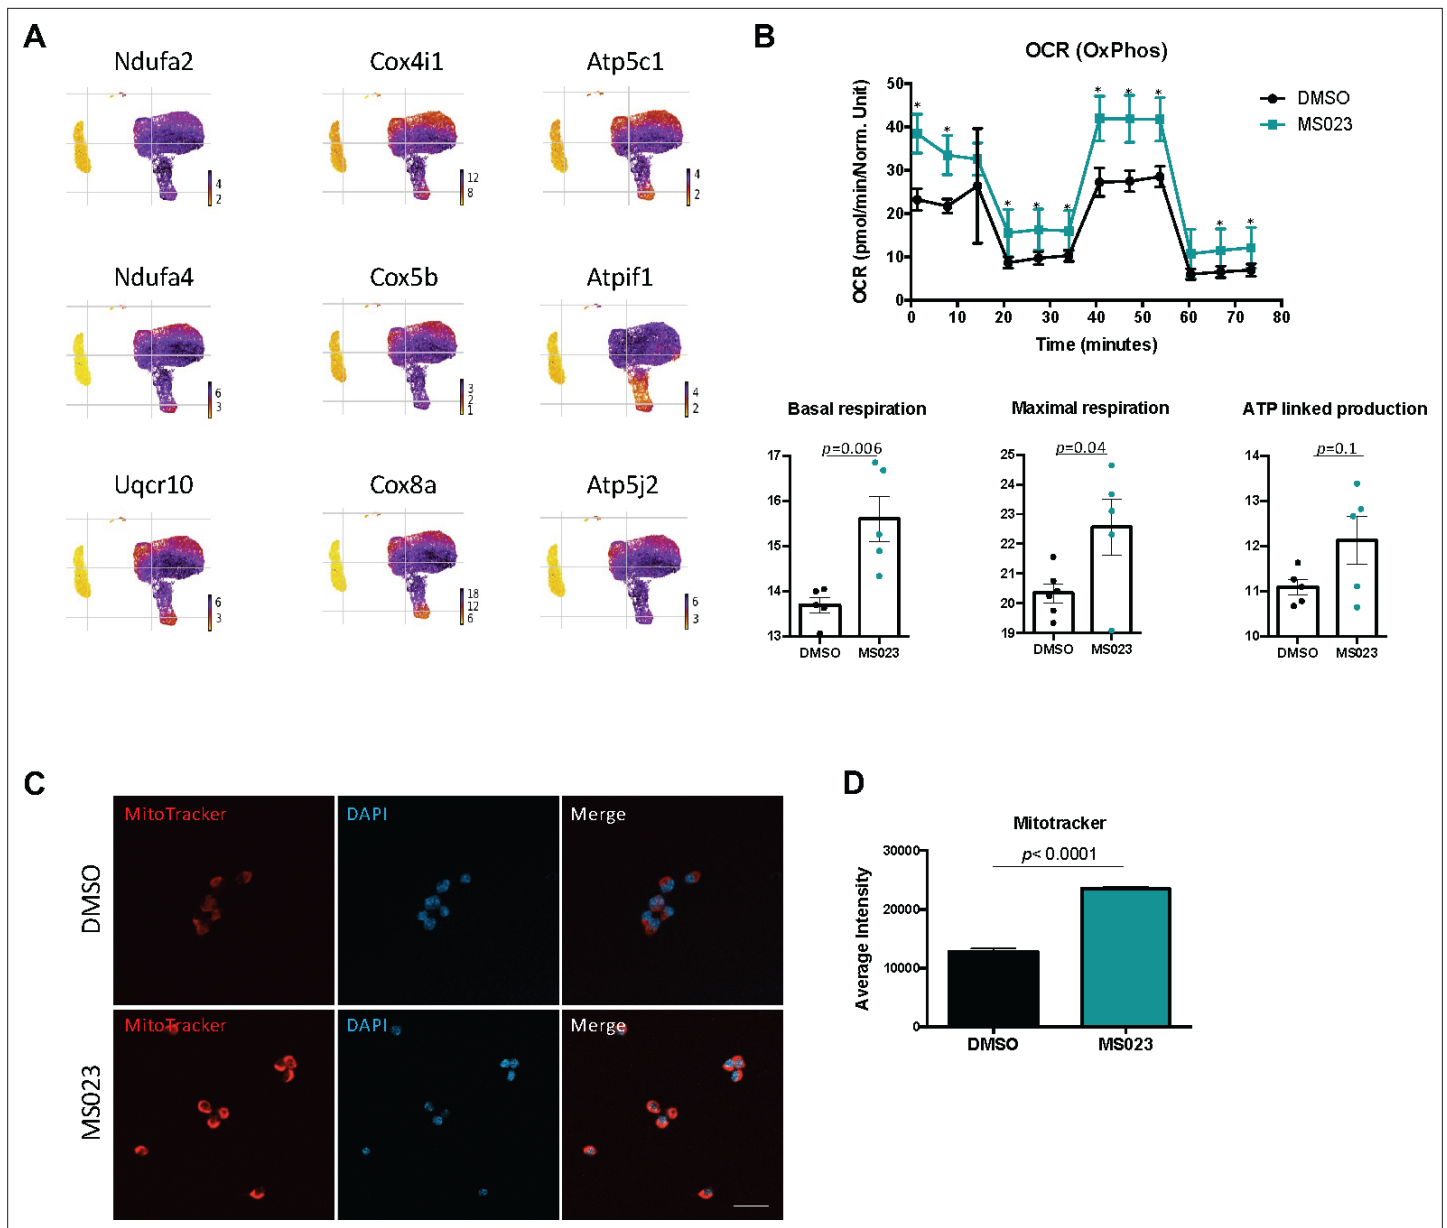 A
Ndufa2
Cox4i1
Atp5c1
4
2
12
8
4
2
Ndufa4
Cox5b
Atpif1
6
3
3
2
1
4
2
Uqcr10
Cox8a
Atp5j2
6
3
18
12
6
6
3
B
OCR (OxPhos)
OCR (pmol/min/Norm. Unit)
50
40
30
20
10
0
* * * * * * * * * *
0 10 20 30 40 50 60 70 80
Time (minutes)
DMSO
MS023
Basal respiration
p=0.006
17
16
15
14
13
DMSO MS023
Maximal respiration
p=0.04
25
24
23
22
21
20
19
DMSO MS023
ATP linked production
p=0.1
14
13
12
11
10
DMSO MS023
C
MitoTracker DAPI Merge
DMSO
MitoTracker DAPI Merge
MS023
D
Mitotracker
p< 0.0001
Average Intensity
30000
20000
10000
0
DMSO MS023